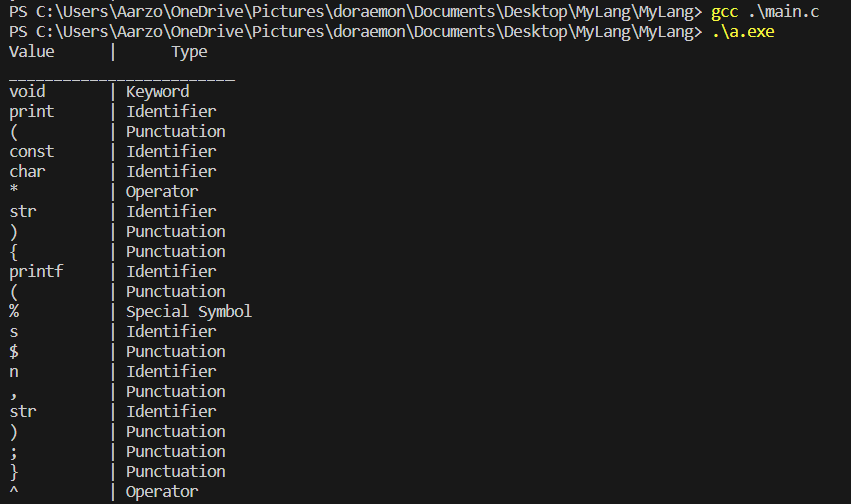 PS C:\Users\Aarzo\OneDrive\Pictures\doraemon\Documents\Desktop\MyLang\MyLang> gcc .\main.c
PS C:\Users\Aarzo\OneDrive\Pictures\doraemon\Documents\Desktop\MyLang\MyLang> .\a.exe
Value | Type
_________________________
void | Keyword
print | Identifier
( | Punctuation
const | Identifier
char | Identifier
* | Operator
str | Identifier
) | Punctuation
{ | Punctuation
printf | Identifier
( | Punctuation
% | Special Symbol
s | Identifier
$ | Punctuation
n | Identifier
, | Punctuation
str | Identifier
) | Punctuation
; | Punctuation
} | Punctuation
^ | Operator